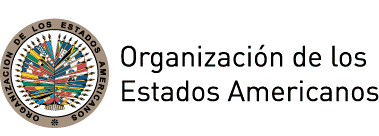 ORGANIZACION DE LOS ESTADOS AMERICANOS
Organización de los
Estados Americanos